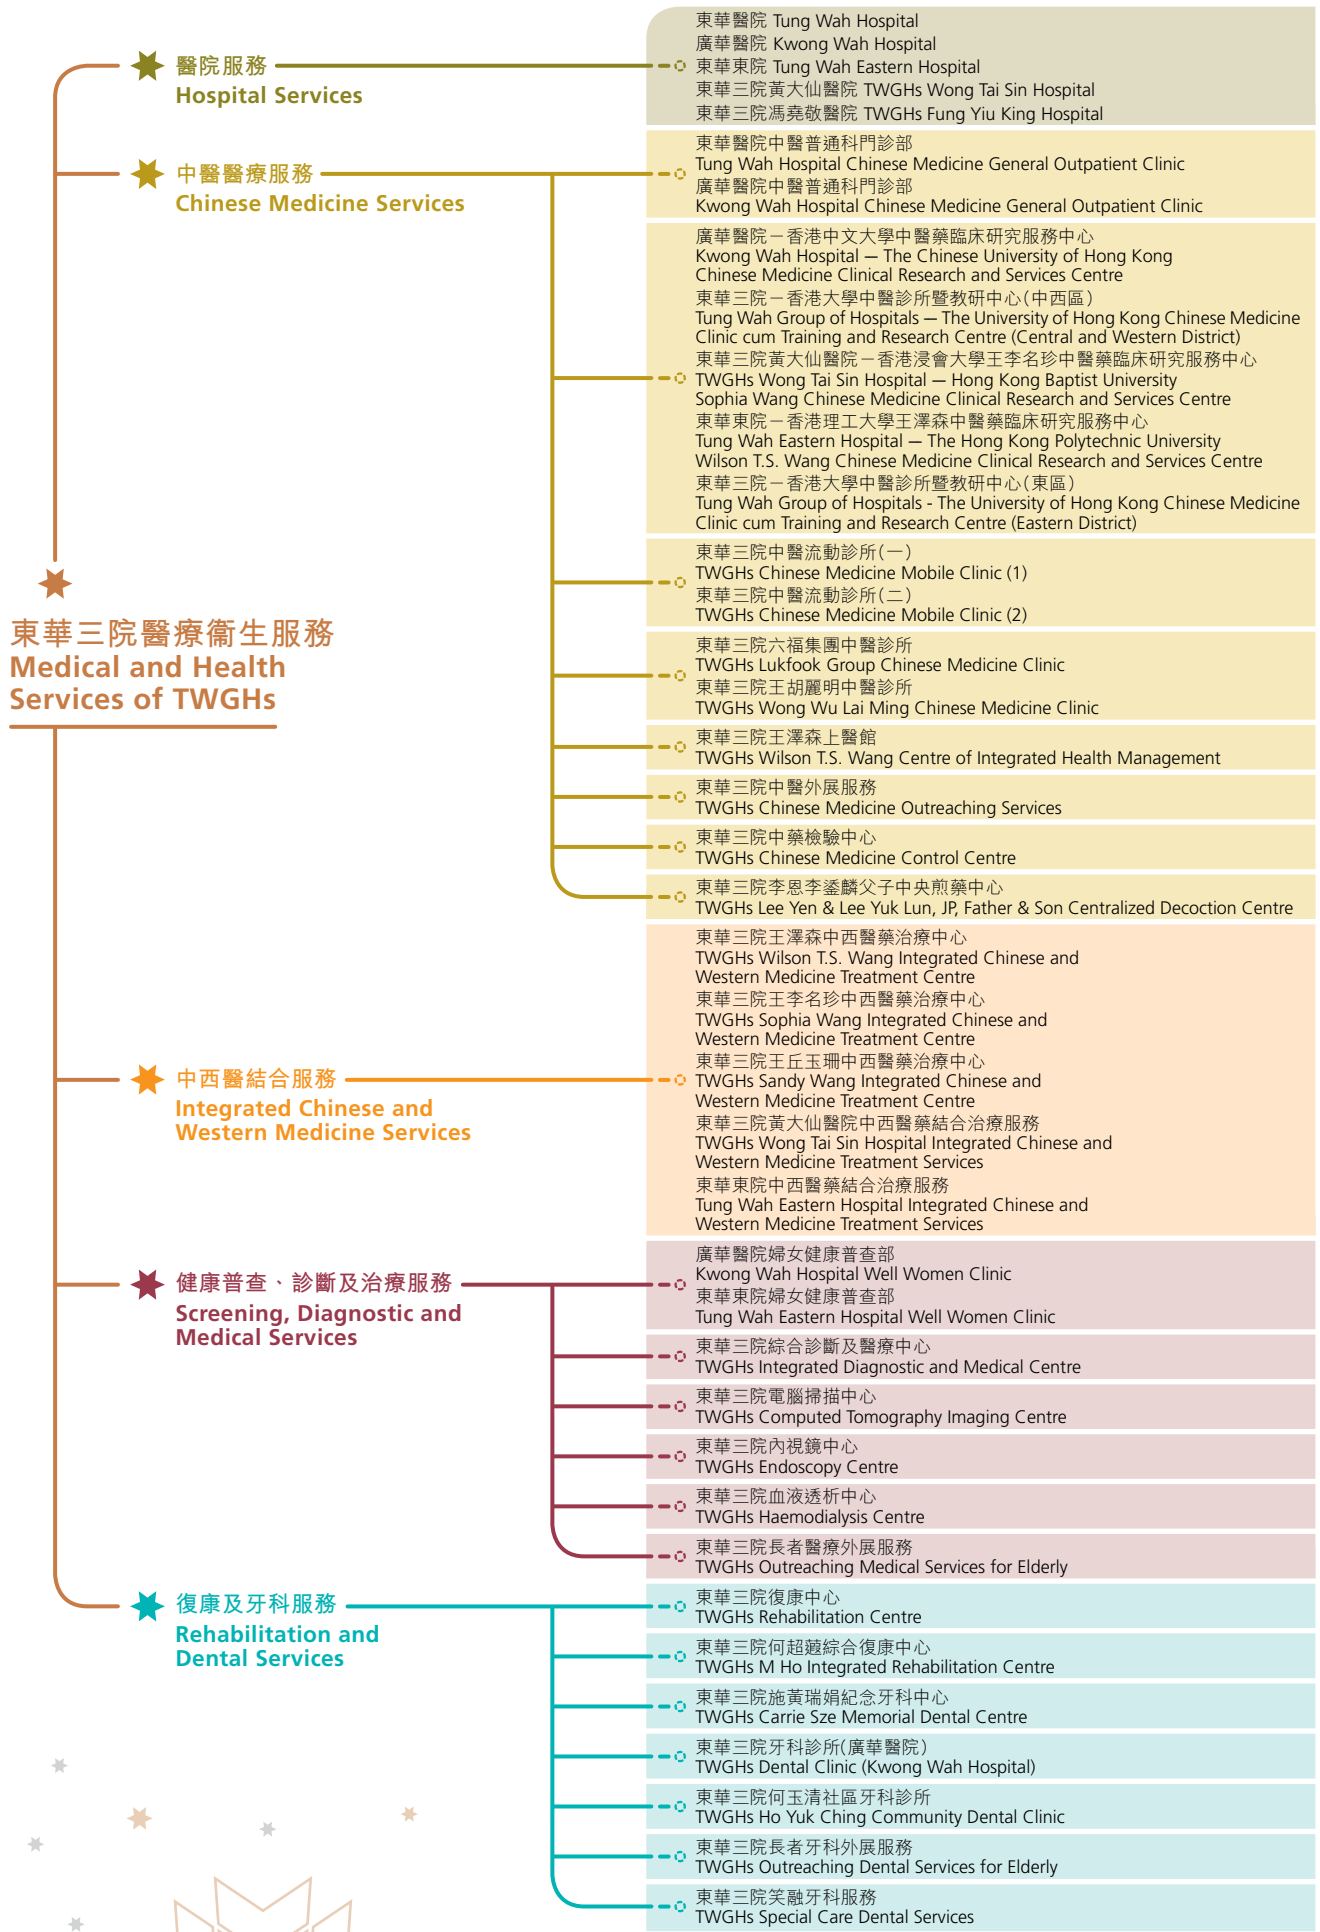 東華三院醫療衞生服務
Medical and Health
Services of TWGHs
醫院服務
Hospital Services
東華醫院 Tung Wah Hospital
廣華醫院 Kwong Wah Hospital
東華東院 Tung Wah Eastern Hospital
東華三院黃大仙醫院 TWGHs Wong Tai Sin Hospital
東華三院馮堯敬醫院 TWGHs Fung Yiu King Hospital
中醫醫療服務
Chinese Medicine Services
東華醫院中醫普通科門診部
Tung Wah Hospital Chinese Medicine General Outpatient Clinic
廣華醫院中醫普通科門診部
Kwong Wah Hospital Chinese Medicine General Outpatient Clinic
廣華醫院－香港中文大學中醫藥臨床研究服務中心
Kwong Wah Hospital — The Chinese University of Hong Kong
Chinese Medicine Clinical Research and Services Centre
東華三院－香港大學中醫診所暨教研中心(中西區)
Tung Wah Group of Hospitals — The University of Hong Kong Chinese Medicine
Clinic cum Training and Research Centre (Central and Western District)
東華三院黃大仙醫院－香港浸會大學王李名珍中醫藥臨床研究服務中心
TWGHs Wong Tai Sin Hospital — Hong Kong Baptist University
Sophia Wang Chinese Medicine Clinical Research and Services Centre
東華東院－香港理工大學王澤森中醫藥臨床研究服務中心
Tung Wah Eastern Hospital — The Hong Kong Polytechnic University
Wilson T.S. Wang Chinese Medicine Clinical Research and Services Centre
東華三院－香港大學中醫診所暨教研中心(東區)
Tung Wah Group of Hospitals - The University of Hong Kong Chinese Medicine
Clinic cum Training and Research Centre (Eastern District)
東華三院中醫流動診所(一)
TWGHs Chinese Medicine Mobile Clinic (1)
東華三院中醫流動診所(二)
TWGHs Chinese Medicine Mobile Clinic (2)
東華三院六福集團中醫診所
TWGHs Lukfook Group Chinese Medicine Clinic
東華三院王胡麗明中醫診所
TWGHs Wong Wu Lai Ming Chinese Medicine Clinic
東華三院王澤森上醫館
TWGHs Wilson T.S. Wang Centre of Integrated Health Management
東華三院中醫外展服務
TWGHs Chinese Medicine Outreaching Services
東華三院中藥檢驗中心
TWGHs Chinese Medicine Control Centre
東華三院李恩李鋈麟父子中央煎藥中心
TWGHs Lee Yen & Lee Yuk Lun, JP, Father & Son Centralized Decoction Centre
中西醫結合服務
Integrated Chinese and
Western Medicine Services
東華三院王澤森中西醫藥治療中心
TWGHs Wilson T.S. Wang Integrated Chinese and
Western Medicine Treatment Centre
東華三院王李名珍中西醫藥治療中心
TWGHs Sophia Wang Integrated Chinese and
Western Medicine Treatment Centre
東華三院王丘玉珊中西醫藥治療中心
TWGHs Sandy Wang Integrated Chinese and
Western Medicine Treatment Centre
東華三院黃大仙醫院中西醫藥結合治療服務
TWGHs Wong Tai Sin Hospital Integrated Chinese and
Western Medicine Treatment Services
東華東院中西醫藥結合治療服務
Tung Wah Eastern Hospital Integrated Chinese and
Western Medicine Treatment Services
健康普查、診斷及治療服務
Screening, Diagnostic and
Medical Services
廣華醫院婦女健康普查部
Kwong Wah Hospital Well Women Clinic
東華東院婦女健康普查部
Tung Wah Eastern Hospital Well Women Clinic
東華三院綜合診斷及醫療中心
TWGHs Integrated Diagnostic and Medical Centre
東華三院電腦掃描中心
TWGHs Computed Tomography Imaging Centre
東華三院內視鏡中心
TWGHs Endoscopy Centre
東華三院血液透析中心
TWGHs Haemodialysis Centre
東華三院長者醫療外展服務
TWGHs Outreaching Medical Services for Elderly
復康及牙科服務
Rehabilitation and
Dental Services
東華三院復康中心
TWGHs Rehabilitation Centre
東華三院何超蕸綜合復康中心
TWGHs M Ho Integrated Rehabilitation Centre
東華三院施黃瑞娟紀念牙科中心
TWGHs Carrie Sze Memorial Dental Centre
東華三院牙科診所(廣華醫院)
TWGHs Dental Clinic (Kwong Wah Hospital)
東華三院何玉清社區牙科診所
TWGHs Ho Yuk Ching Community Dental Clinic
東華三院長者牙科外展服務
TWGHs Outreaching Dental Services for Elderly
東華三院笑融牙科服務
TWGHs Special Care Dental Services